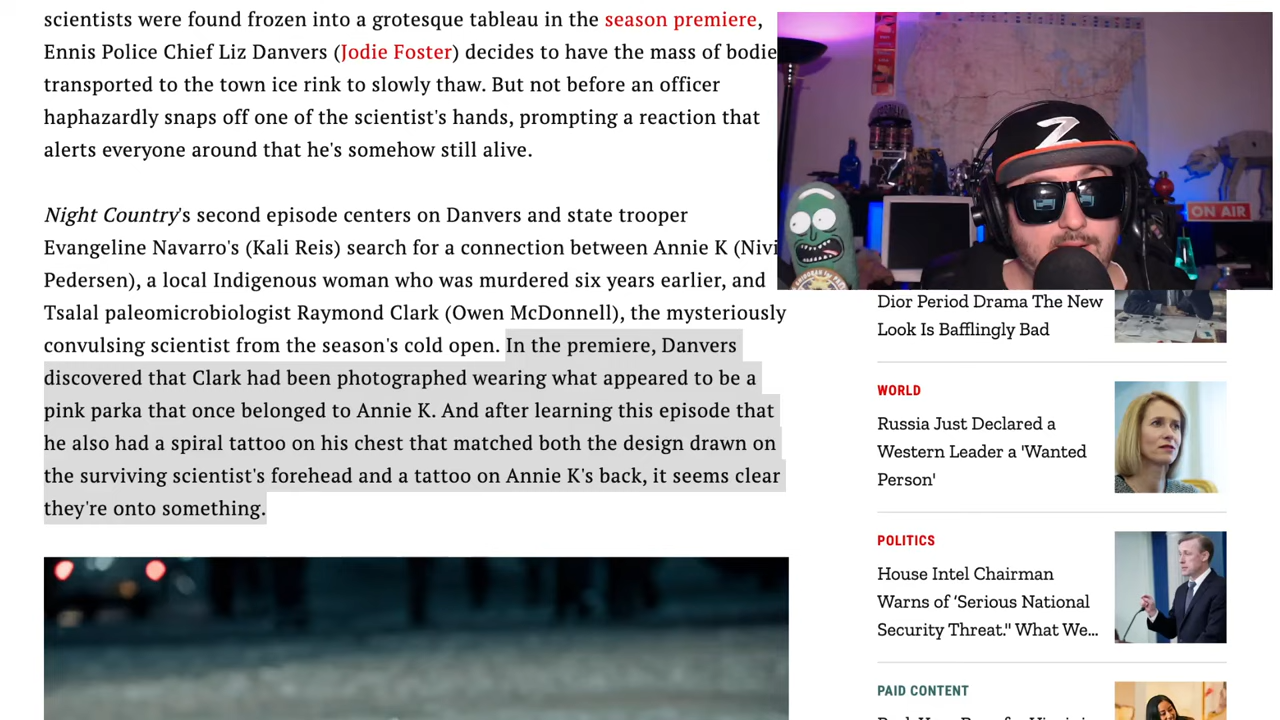 scientists were found frozen into a grotesque tableau in the season premiere,
Ennis Police Chief Liz Danvers (Jodie Foster) decides to have the mass of bodie
transported to the town ice rink to slowly thaw. But not before an officer
haphazardly snaps off one of the scientist's hands, prompting a reaction that
alerts everyone around that he's somehow still alive.
Night Country's second episode centers on Danvers and state trooper
Evangeline Navarro's (Kali Reis) search for a connection between Annie K (Nivi
Pedersen), a local Indigenous woman who was murdered six years earlier, and
Tsalal paleomicrobiologist Raymond Clark (Owen McDonnell), the mysteriously
convulsing scientist from the season's cold open. In the premiere, Danvers
discovered that Clark had been photographed wearing what appeared to be a
pink parka that once belonged to Annie K. And after learning this episode that
he also had a spiral tattoo on his chest that matched both the design drawn on
the surviving scientist's forehead and a tattoo on Annie K's back, it seems clear
they're onto something.
Z
ON AIR
Dior Period Drama The New
Look Is Bafflingly Bad
WORLD
Russia Just Declared a
Western Leader a 'Wanted
Person'
POLITICS
House Intel Chairman
Warns of ‘Serious National
Security Threat." What We...
PAID CONTENT